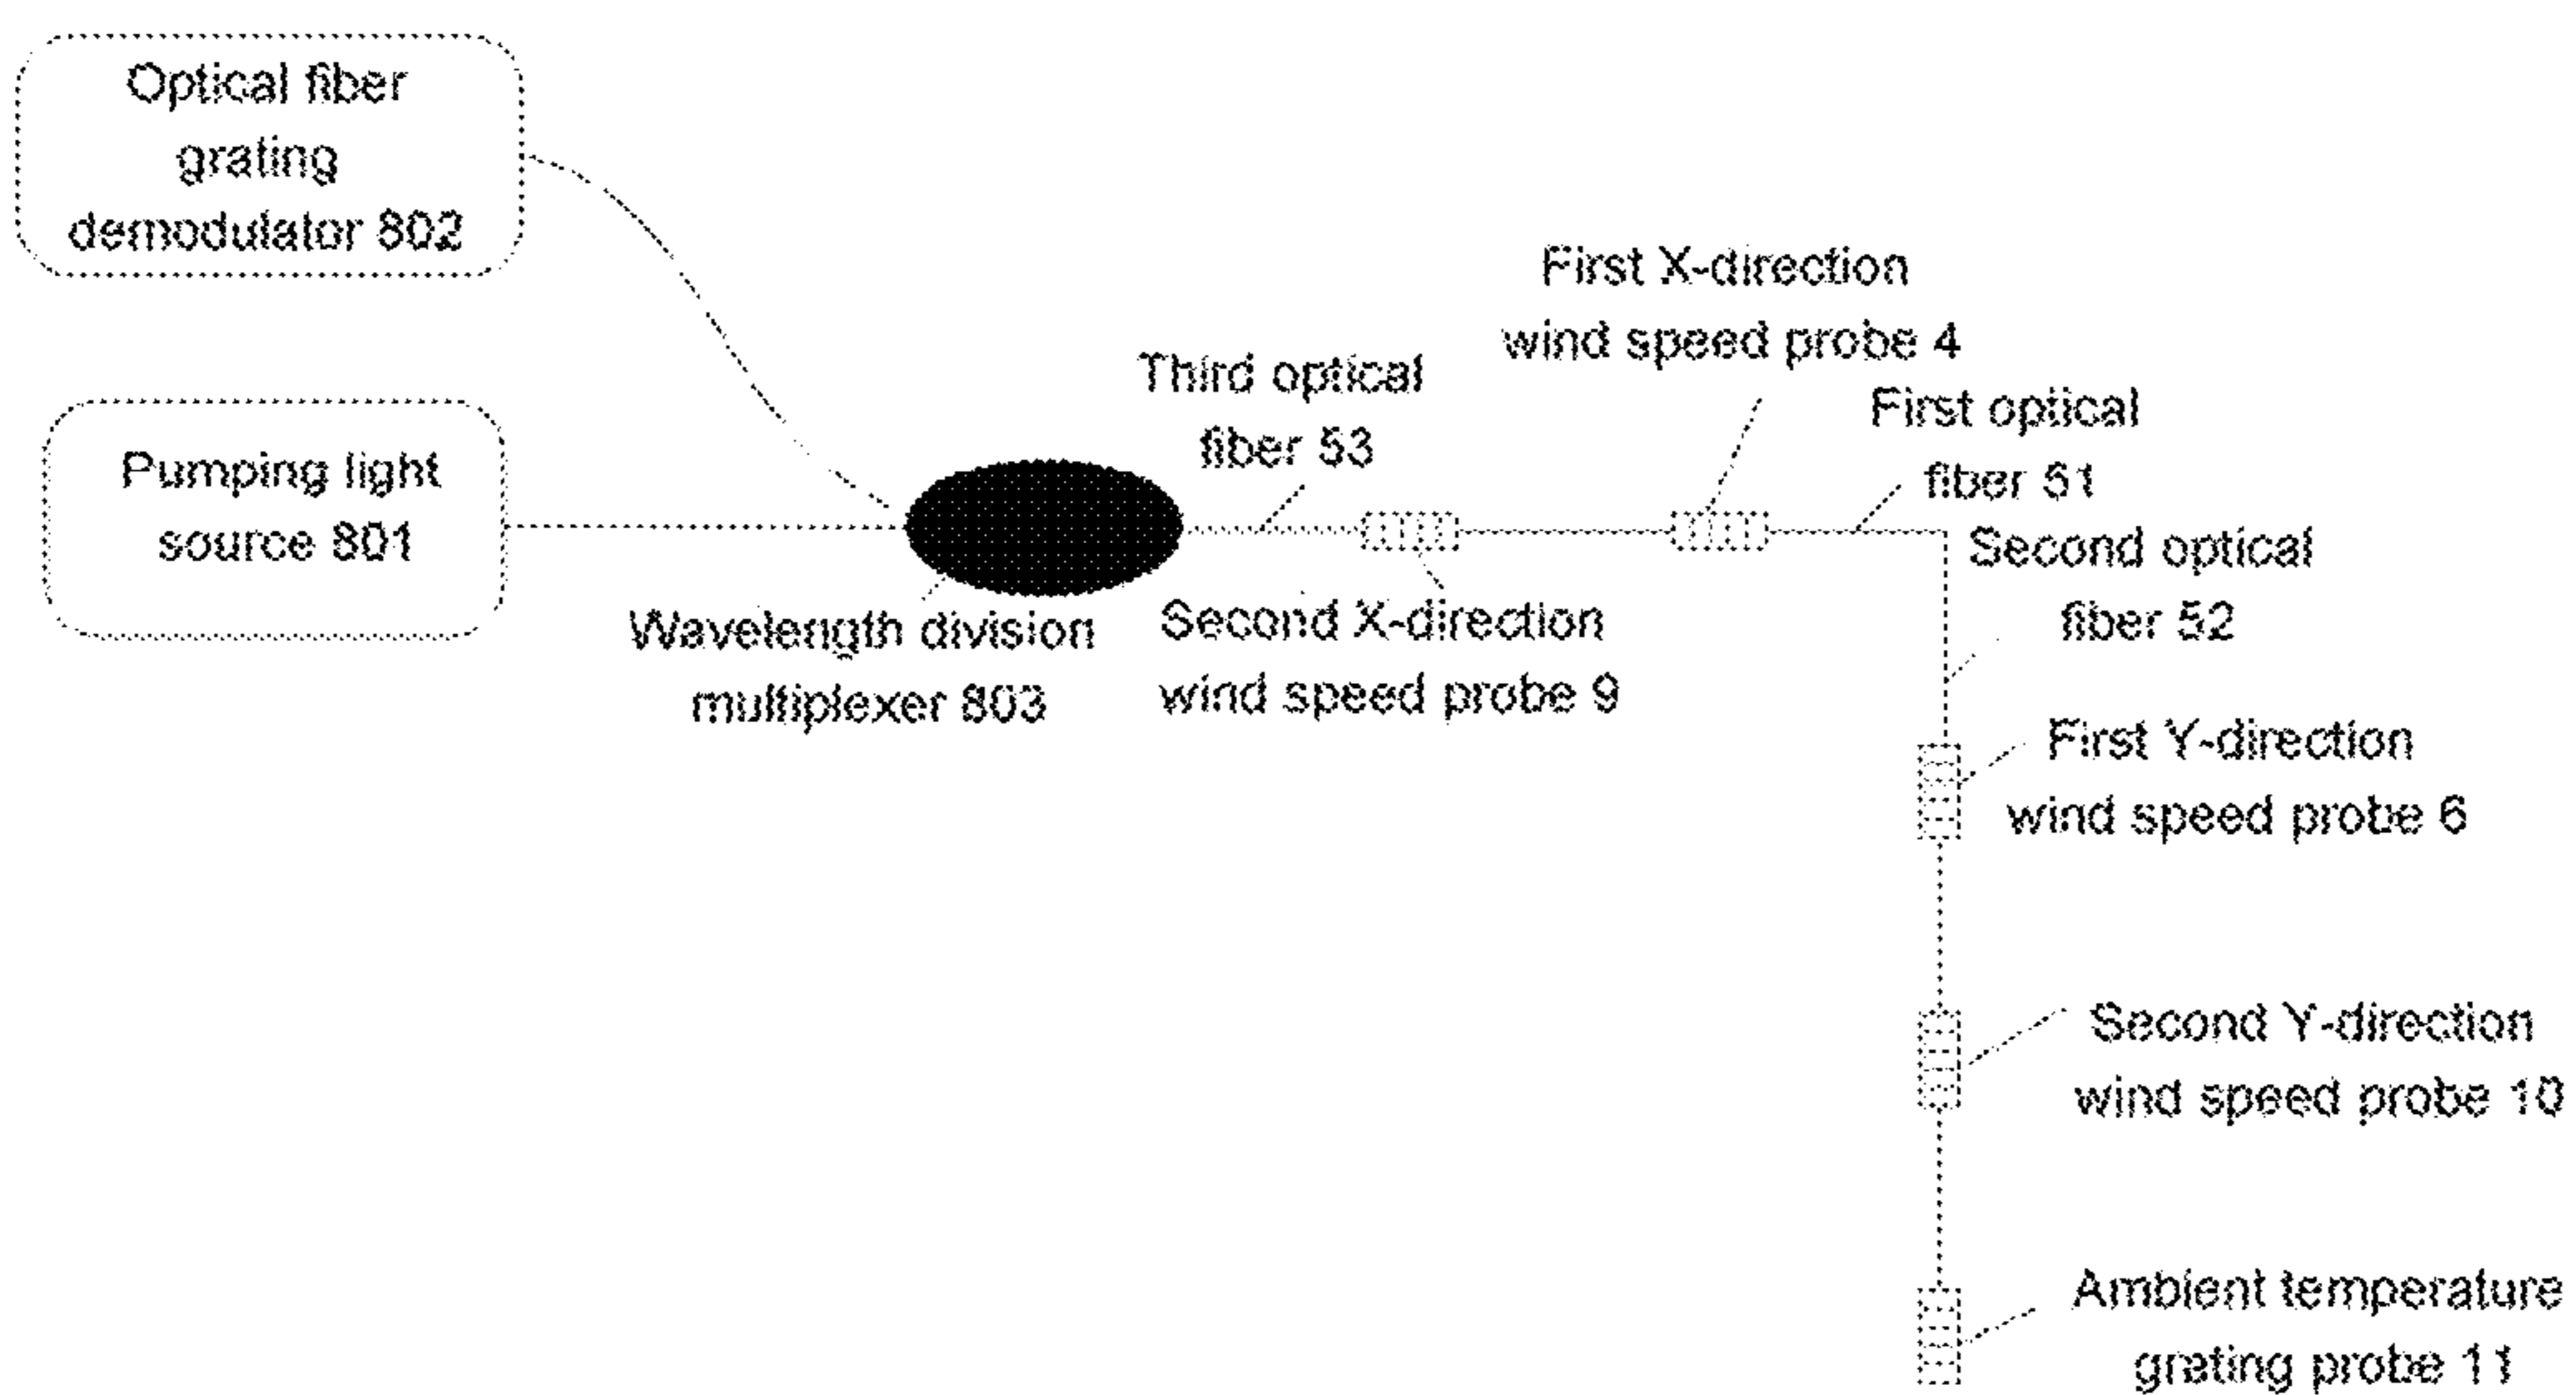 Optical fiber
grating
demodulator 802
Pumping light
source 801
Wavelength division
multiplexer 803
Third optical
fiber 53
Second X-direction
wind speed probe 9
First X-direction
wind speed probe 4
First optical
fiber 51
Second optical
fiber 52
First Y-direction
wind speed probe 6
Second Y-direction
wind speed probe 10
Ambient temperature
grating probe 11